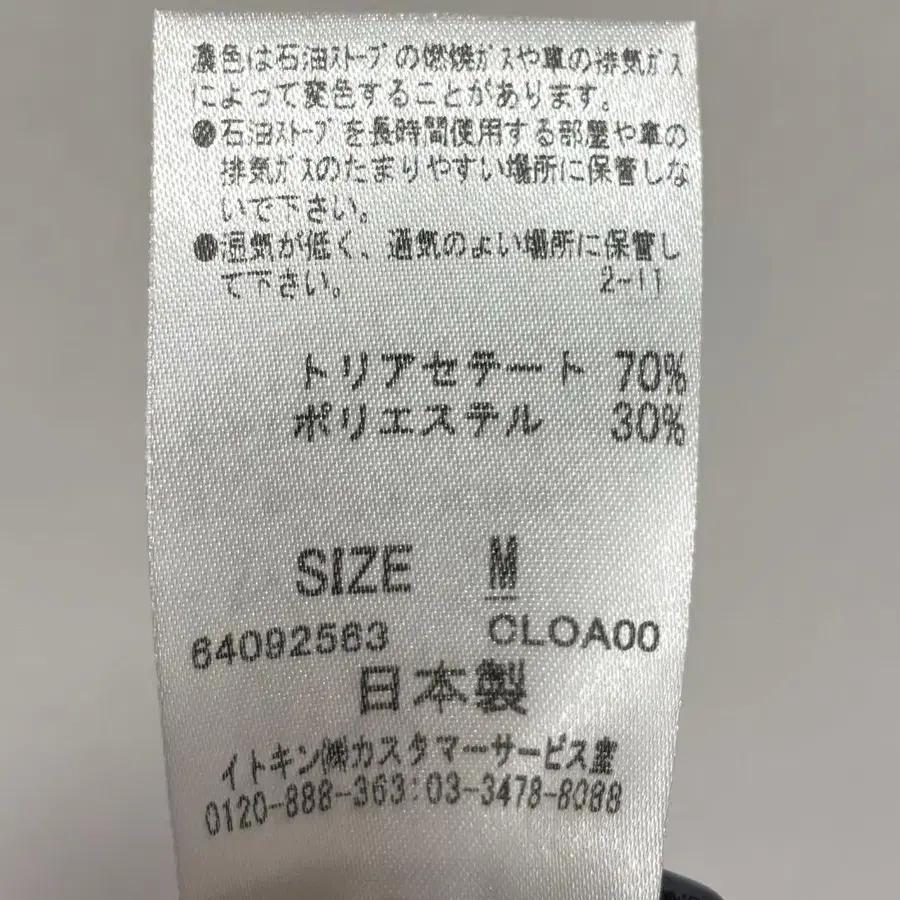 濃色は石油ｽﾄｰﾌﾞの燃焼ｶﾞｽや車の排気ｶﾞｽ
によって変色することがあります。
●石油ｽﾄｰﾌﾞを長時間使用する部屋や車の
排気ｶﾞｽのたまりやすい場所に保管しな
いで下さい。
●湿気が低く、通気のよい場所に保管し
て下さい。 2-11
トリアセテート 70%
ポリエステル 30%
SIZE M
64092563 CLOA00
日本製
イトキン㈱カスタマーサービス室
0120-888-363:03-3478-8088